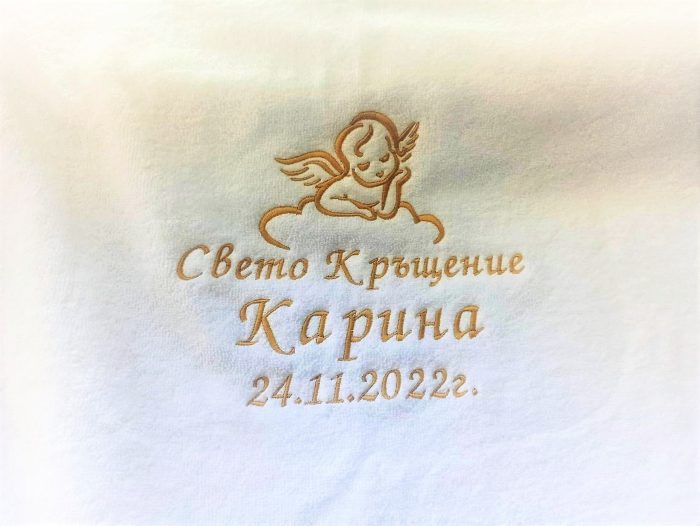 Свето Кръщение
Карина
24.11.2022г.